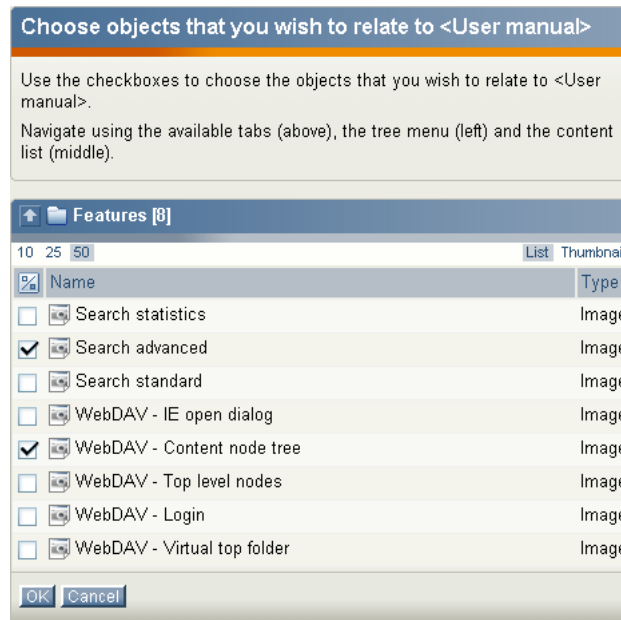 Choose objects that you wish to relate to <User manual>
Use the checkboxes to choose the objects that you wish to relate to <User
manual>.
Navigate using the available tabs (above), the tree menu (left) and the content
list (middle).
Features [8]
10 25 50 List Thumbnai
Name Type
Search statistics Image
Search advanced Image
Search standard Image
WebDAV - IE open dialog Image
WebDAV - Content node tree Image
WebDAV - Top level nodes Image
WebDAV - Login Image
WebDAV - Virtual top folder Image
OK Cancel